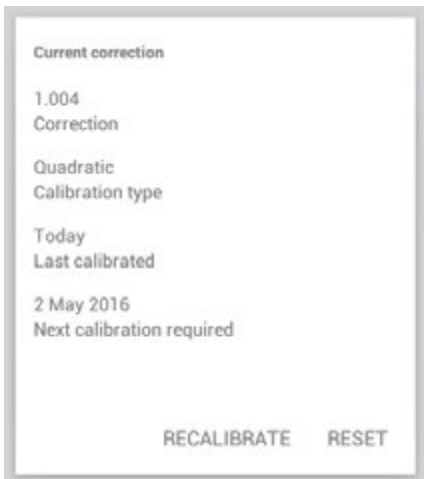 Current correction
1.004
Correction
Quadratic
Calibration type
Today
Last calibrated
2 May 2016
Next calibration required
RECALIBRATE RESET